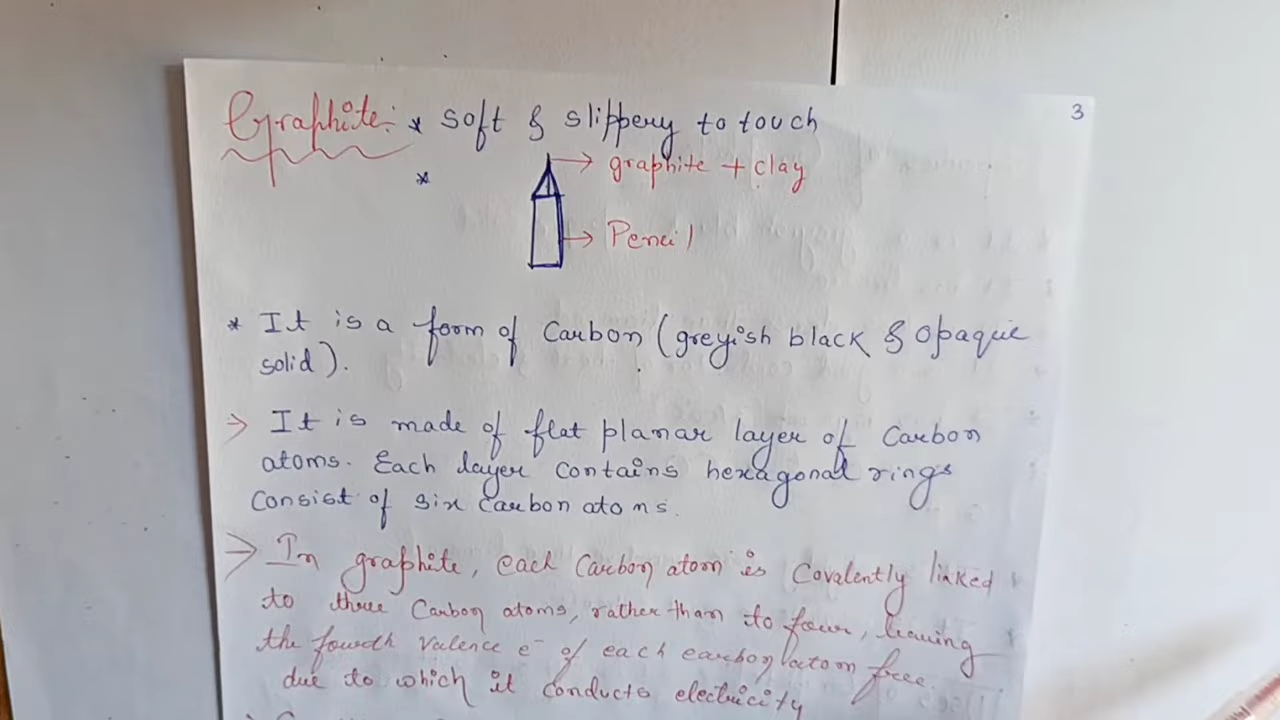 3
Graphite: * soft & slippery to touch
* → graphite + clay
→ Pencil
* It is a form of Carbon (greyish black & opaque
solid).
> It is made of flat planar layer of Carbon
atoms. Each layer contains hexagonal rings
Consist of six Carbon atoms.
⇒ In graphite, each Carbon atom is Covalently linked
to three Carbon atoms, rather than to four, leaving
the fourth valence e⁻ of each carbon atom free
due to which it conducts electricity